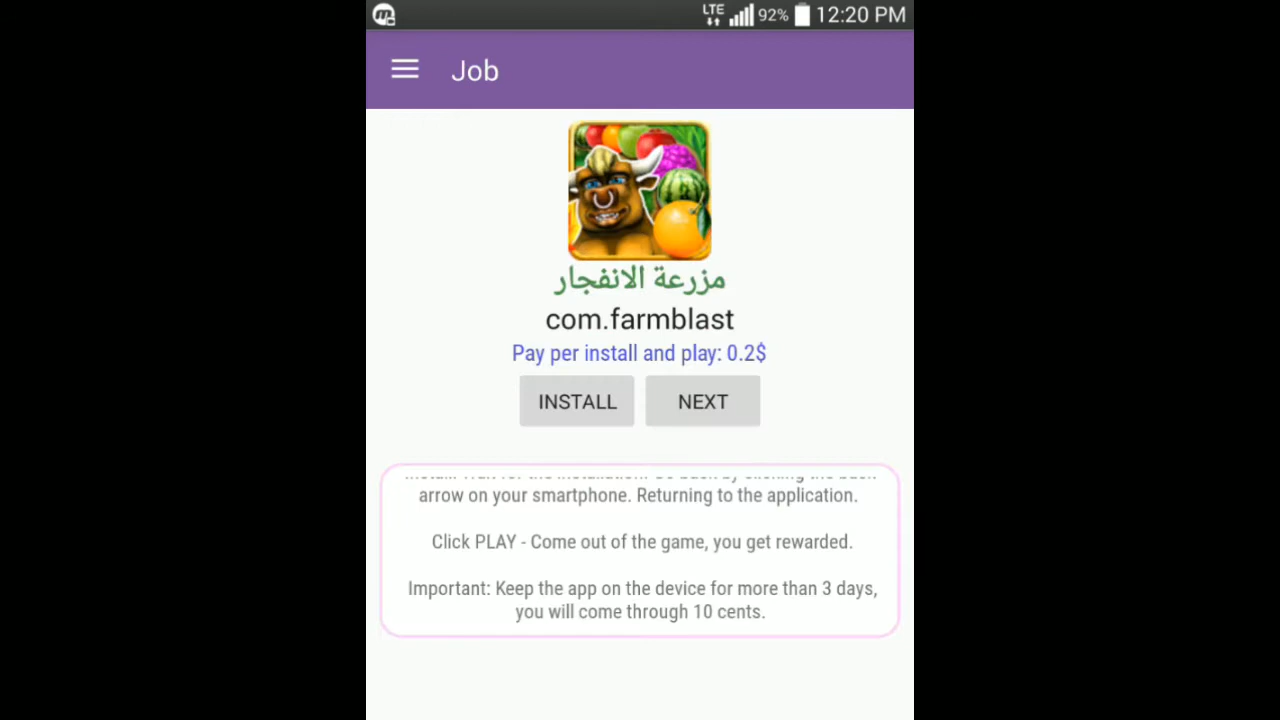 LTE 92% 12:20 PM
Job
مزرعة الانفجار
com.farmblast
Pay per install and play: 0.2$
INSTALL NEXT
arrow on your smartphone. Returning to the application.
Click PLAY - Come out of the game, you get rewarded.
Important: Keep the app on the device for more than 3 days,
you will come through 10 cents.